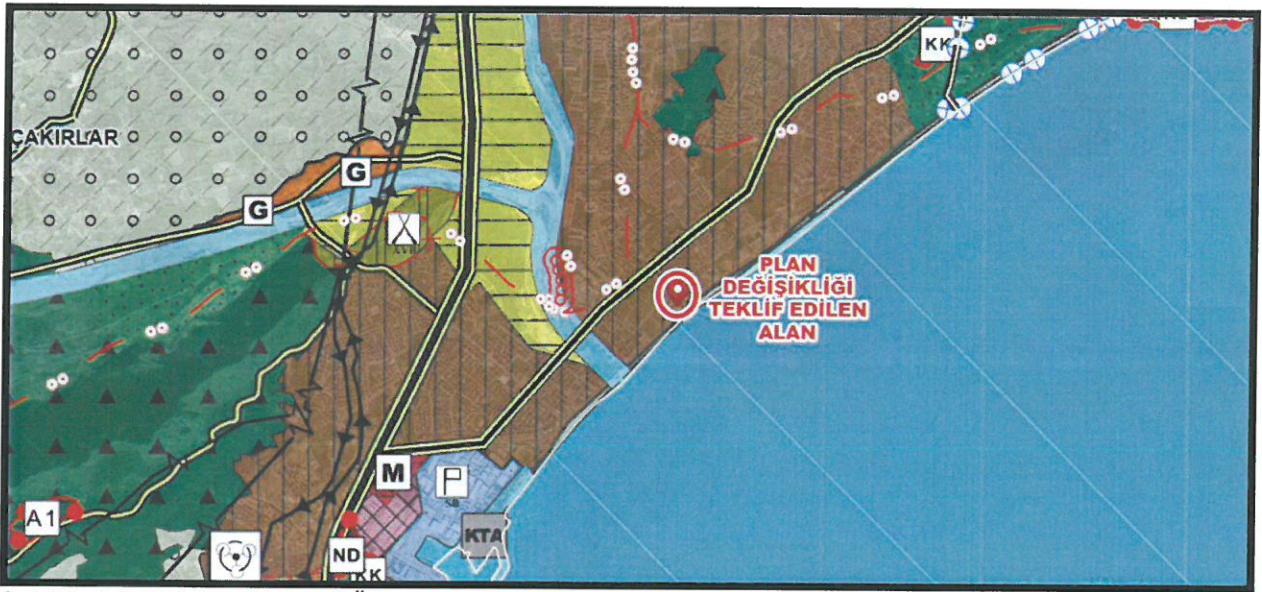 KK
ÇAKIRLAR
G
G
PLAN
DEĞİŞİKLİĞİ
TEKLİF EDİLEN
ALAN
M
A1
KTA
ND
KK